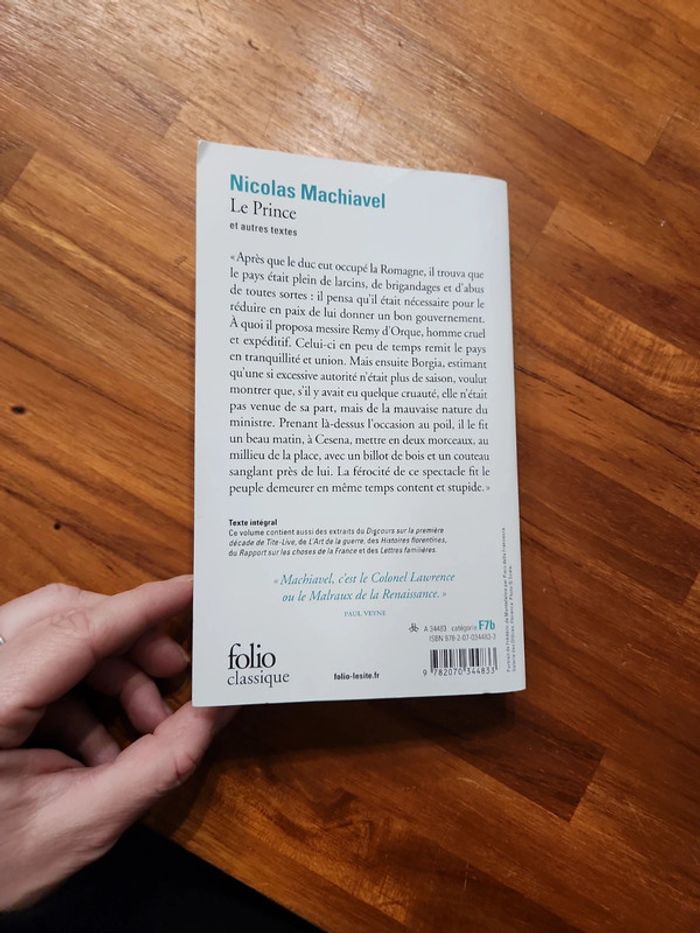 Nicolas Machiavel
Le Prince
et autres textes
« Après que le duc eut occupé la Romagne, il trouva que
le pays était plein de larcins, de brigandages et d'abus
de toutes sortes : il pensa qu'il était nécessaire pour le
réduire en paix de lui donner un bon gouvernement.
À quoi il proposa messire Remy d'Orque, homme cruel
et expéditif. Celui-ci en peu de temps remit le pays
en tranquillité et union. Mais ensuite Borgia, estimant
qu'une si excessive autorité n'était plus de saison, voulut
montrer que, s'il y avait eu quelque cruauté, elle n'était
pas venue de sa part, mais de la mauvaise nature du
ministre. Prenant là-dessus l'occasion au poil, il le fit
un beau matin, à Cesena, mettre en deux morceaux, au
milieu de la place, avec un billot de bois et un couteau
sanglant près de lui. La férocité de ce spectacle fit le
peuple demeurer en même temps content et stupide. »
Texte intégral
Ce volume contient aussi des extraits du Discours sur la première
décade de Tite-Live, de L'Art de la guerre, des Histoires florentines,
du Rapport sur les choses de la France et des Lettres familières.
« Machiavel, c'est le Colonel Lawrence
ou le Malraux de la Renaissance. »
PAUL VEYNE
folio
classique
folio-lesite.fr
A 34483 catégorie F7b
ISBN 978-2-07-034483-3
9 782070 344833